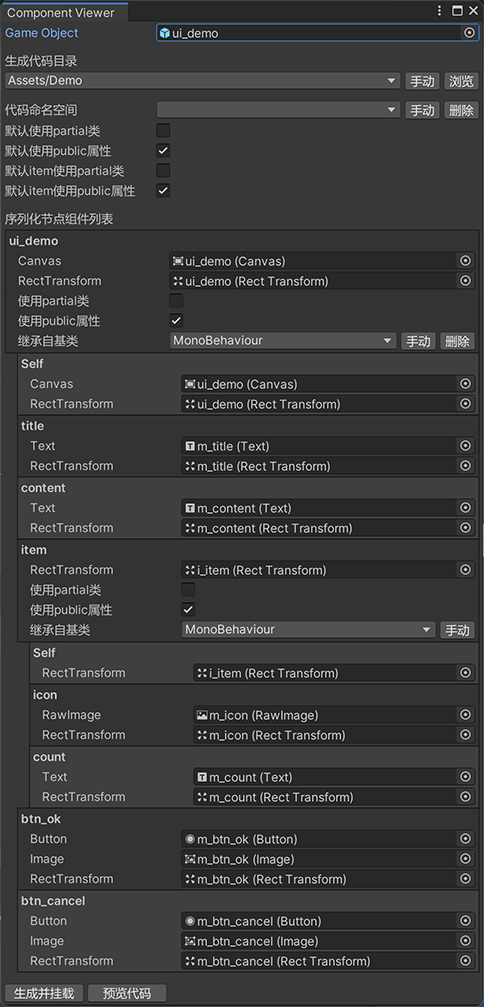 Component Viewer
Game Object ui_demo
生成代码目录
Assets/Demo 手动 浏览
代码命名空间 手动 删除
默认使用partial类
默认使用public属性
默认item使用partial类
默认item使用public属性
序列化节点组件列表
ui_demo
Canvas ui_demo (Canvas)
RectTransform ui_demo (Rect Transform)
使用partial类
使用public属性
继承自基类 MonoBehaviour 手动 删除
Self
Canvas ui_demo (Canvas)
RectTransform ui_demo (Rect Transform)
title
Text m_title (Text)
RectTransform m_title (Rect Transform)
content
Text m_content (Text)
RectTransform m_content (Rect Transform)
item
RectTransform i_item (Rect Transform)
使用partial类
使用public属性
继承自基类 MonoBehaviour 手动
Self
RectTransform i_item (Rect Transform)
icon
RawImage m_icon (RawImage)
RectTransform m_icon (Rect Transform)
count
Text m_count (Text)
RectTransform m_count (Rect Transform)
btn_ok
Button m_btn_ok (Button)
Image m_btn_ok (Image)
RectTransform m_btn_ok (Rect Transform)
btn_cancel
Button m_btn_cancel (Button)
Image m_btn_cancel (Image)
RectTransform m_btn_cancel (Rect Transform)
生成并挂载 预览代码